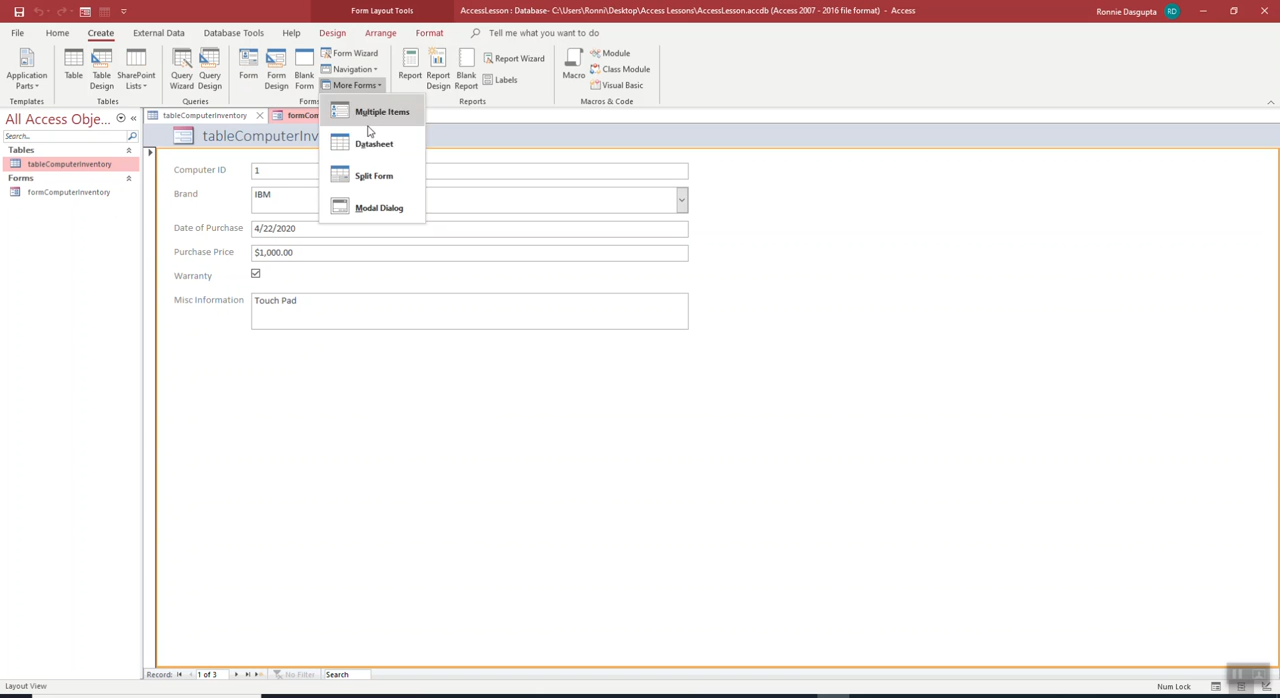 Form Layout Tools
AccessLesson : Database- C:\Users\Ronni\Desktop\Access Lessons\AccessLesson.accdb (Access 2007 - 2016 file format) - Access
Ronnie Dasgupta RD
File Home Create External Data Database Tools Help Design Arrange Format Tell me what you want to do
Application Parts
Table
Table Design
SharePoint Lists
Query Wizard
Query Design
Form
Form Design
Blank Form
Form Wizard
Navigation
More Forms
Report
Report Design
Blank Report
Report Wizard
Labels
Macro
Module
Class Module
Visual Basic
Templates Tables Queries Forms Reports Macros & Code
All Access Obje...
Search...
Tables
tableComputerInventory
Forms
formComputerInventory
tableComputerInventory
formCom
tableComputerInv
Multiple Items
Datasheet
Split Form
Modal Dialog
Computer ID 1
Brand IBM
Date of Purchase 4/22/2020
Purchase Price $1,000.00
Warranty
Misc Information Touch Pad
Record: 1 of 3 No Filter Search
Layout View
Num Lock